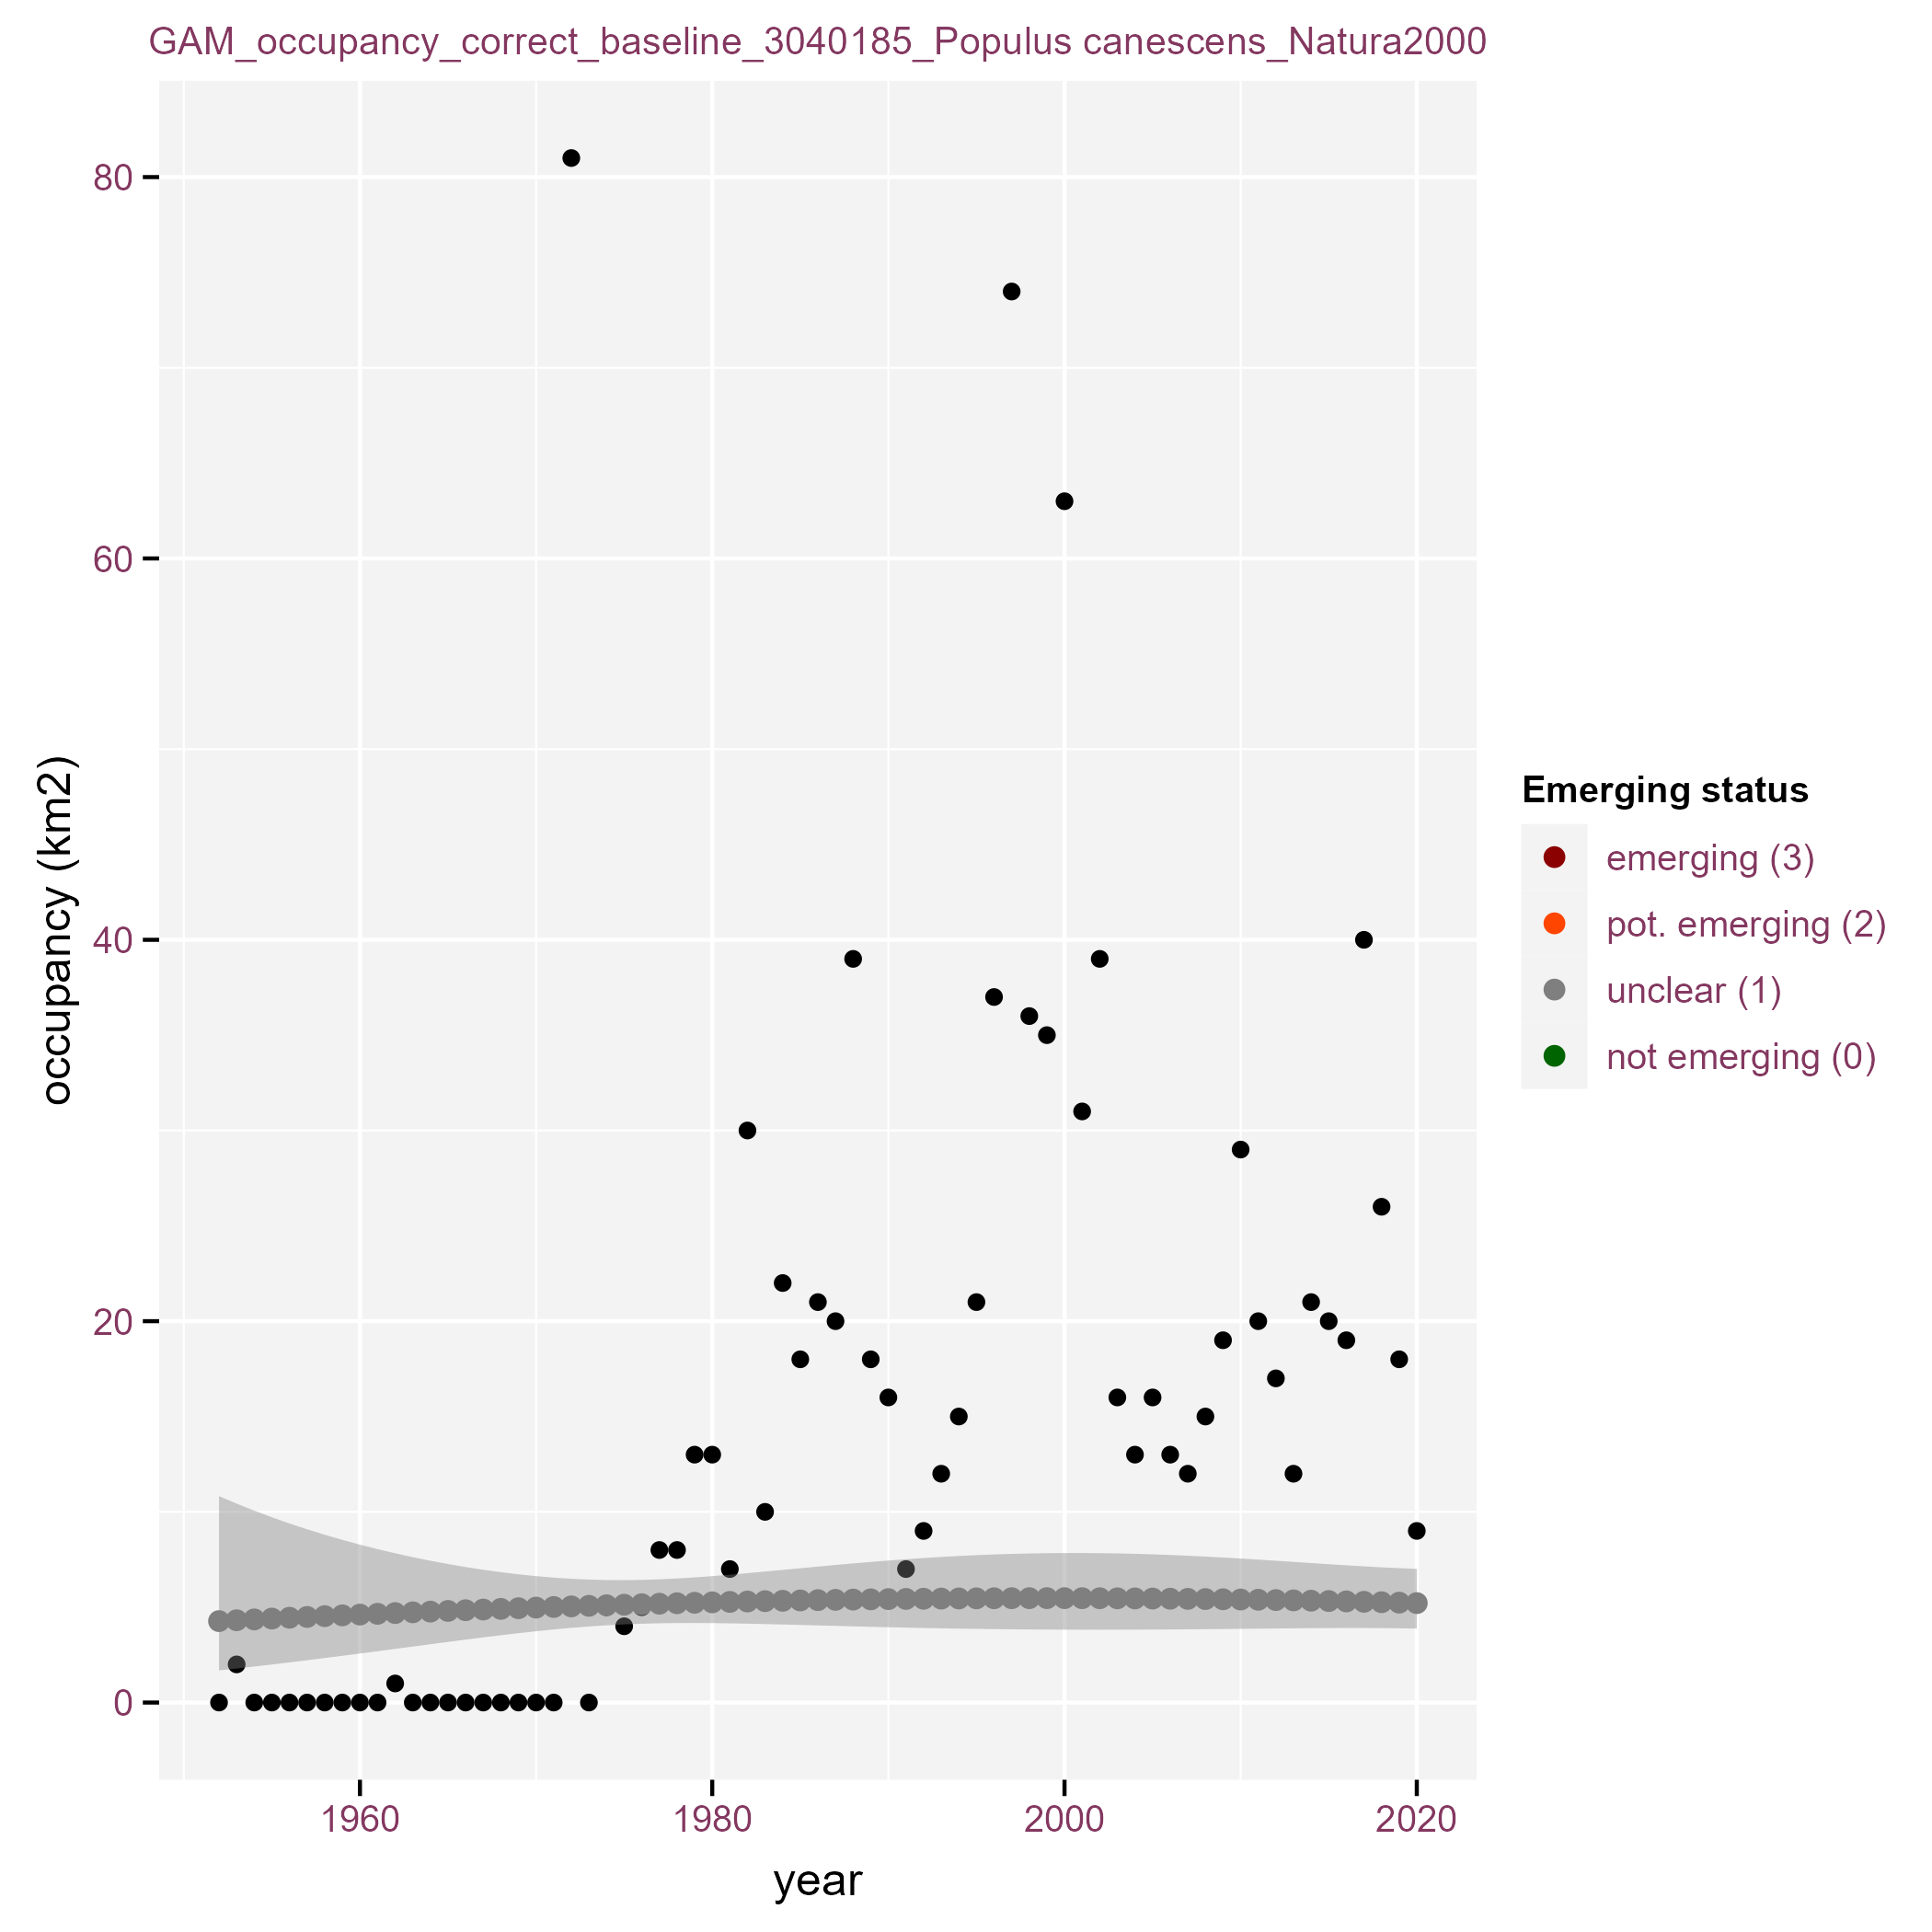 GAM_occupancy_correct_baseline_3040185_Populus canescens_Natura2000
80
60
40
20
0
occupancy (km2)
1960
1980
2000
2020
year
Emerging status
emerging (3)
pot. emerging (2)
unclear (1)
not emerging (0)